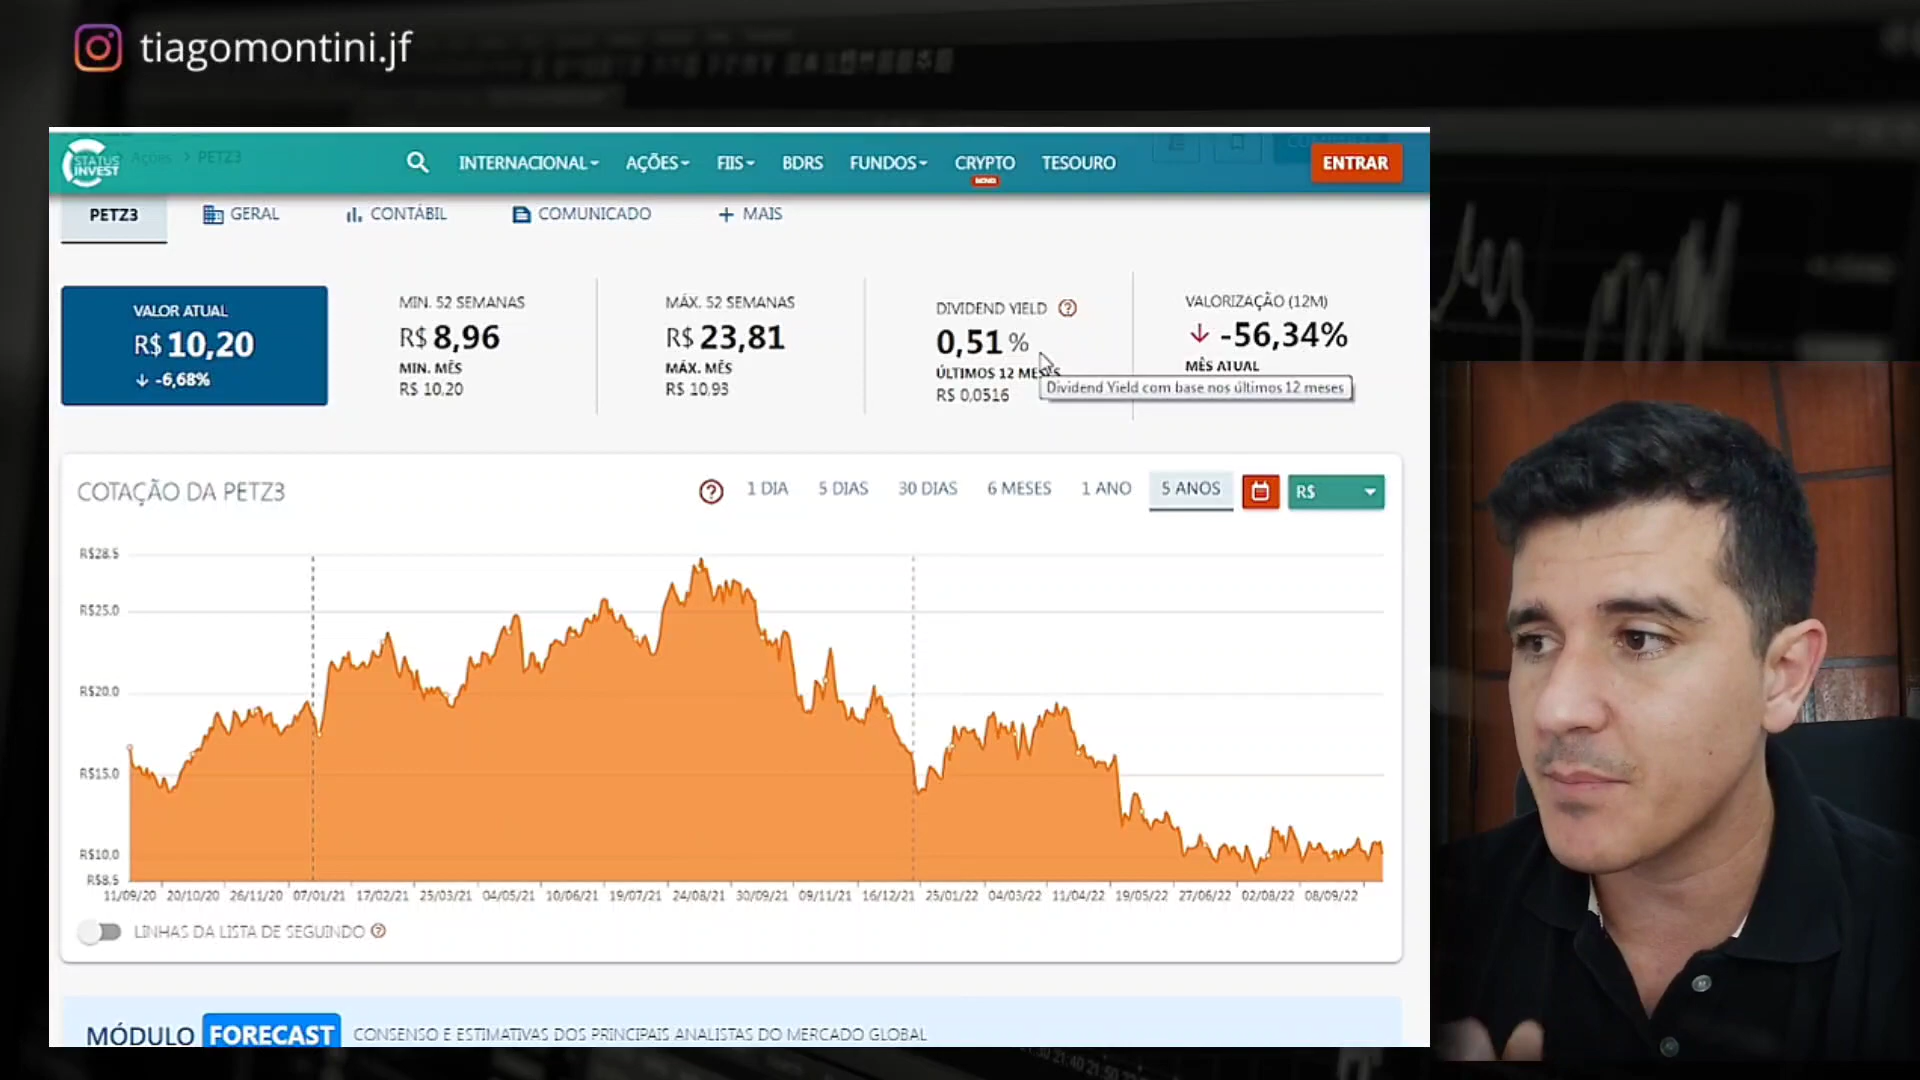 tiagomontini.jf
STATUS INVEST
Ações > PETZ3
INTERNACIONAL
AÇÕES
FIIS
BDRS
FUNDOS
CRYPTO
NOVO
TESOURO
ENTRAR
PETZ3
GERAL
CONTÁBIL
COMUNICADO
+ MAIS
VALOR ATUAL
R$ 10,20
-6,68%
MIN. 52 SEMANAS
R$ 8,96
MIN. MÊS
R$ 10,20
MÁX. 52 SEMANAS
R$ 23,81
MÁX. MÊS
R$ 10,93
DIVIDEND YIELD
0,51 %
ÚLTIMOS 12 MESES
R$ 0,0516
VALORIZAÇÃO (12M)
-56,34%
MÊS ATUAL
Dividend Yield com base nos últimos 12 meses
COTAÇÃO DA PETZ3
1 DIA
5 DIAS
30 DIAS
6 MESES
1 ANO
5 ANOS
R$
R$28.5
R$25.0
R$20.0
R$15.0
R$10.0
R$8.5
11/09/20 20/10/20 26/11/20 07/01/21 17/02/21 25/03/21 04/05/21 10/06/21 19/07/21 24/08/21 30/09/21 09/11/21 16/12/21 25/01/22 04/03/22 11/04/22 19/05/22 27/06/22 02/08/22 08/09/22
LINHAS DA LISTA DE SEGUINDO
MÓDULO FORECAST CONSENSO E ESTIMATIVAS DOS PRINCIPAIS ANALISTAS DO MERCADO GLOBAL